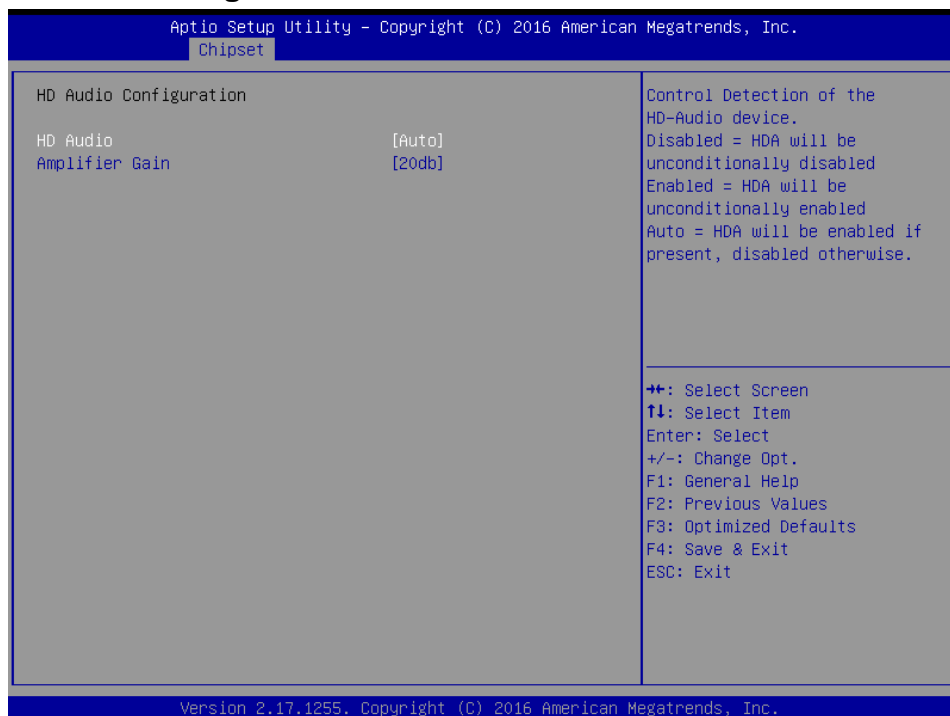 Aptio Setup Utility – Copyright (C) 2016 American Megatrends, Inc.
Chipset
HD Audio Configuration
HD Audio [Auto]
Amplifier Gain [20db]
Control Detection of the
HD-Audio device.
Disabled = HDA will be
unconditionally disabled
Enabled = HDA will be
unconditionally enabled
Auto = HDA will be enabled if
present, disabled otherwise.
→←: Select Screen
↑↓: Select Item
Enter: Select
+/-: Change Opt.
F1: General Help
F2: Previous Values
F3: Optimized Defaults
F4: Save & Exit
ESC: Exit
Version 2.17.1255. Copyright (C) 2016 American Megatrends, Inc.